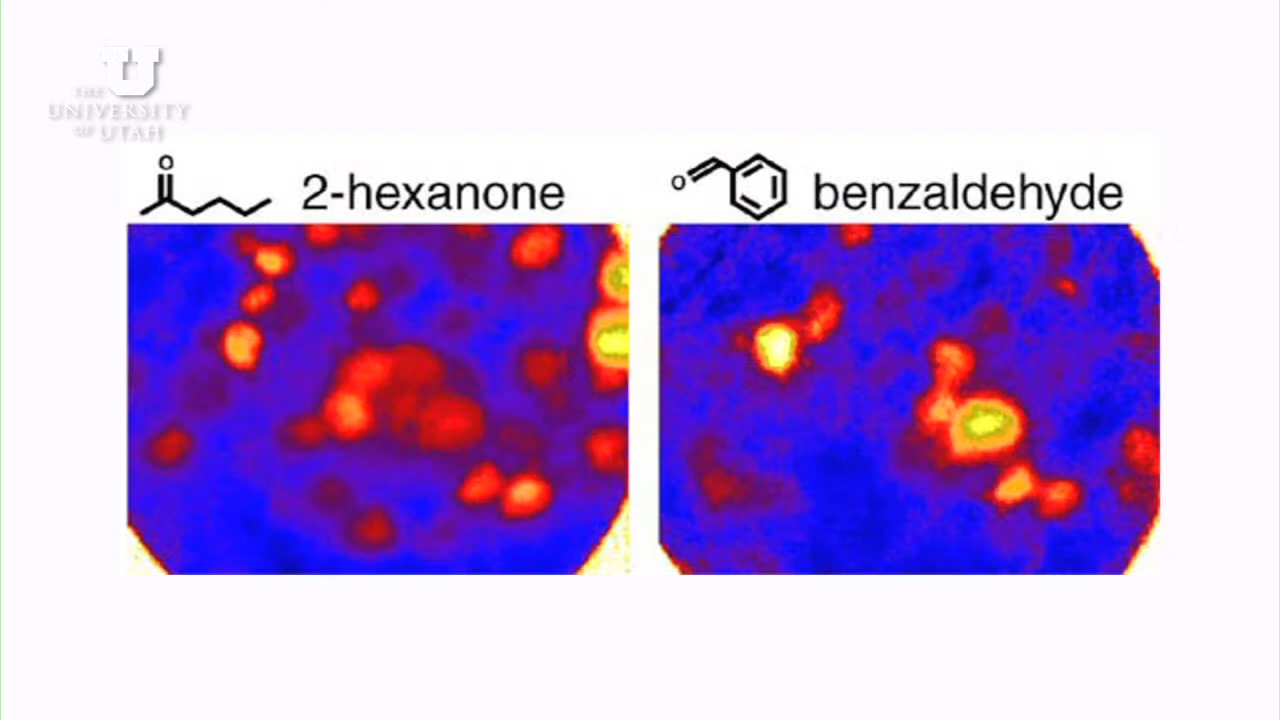 U
THE
UNIVERSITY
OF UTAH
O
2-hexanone
O
benzaldehyde